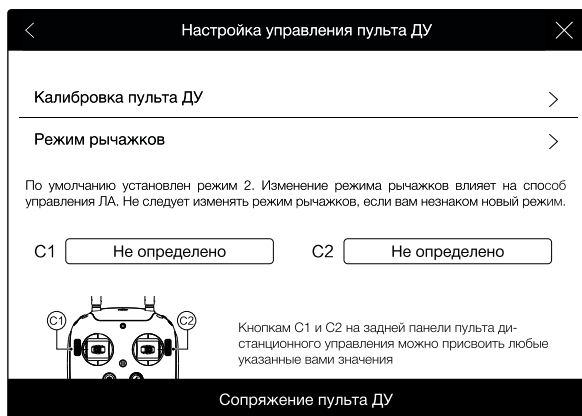 Настройка управления пульта ДУ
Калибровка пульта ДУ
Режим рычажков
По умолчанию установлен режим 2. Изменение режима рычажков влияет на способ
управления ЛА. Не следует изменять режим рычажков, если вам незнаком новый режим.
C1 Не определено C2 Не определено
C1 C2
Кнопкам C1 и C2 на задней панели пульта ди-
станционного управления можно присвоить любые
указанные вами значения
Сопряжение пульта ДУ